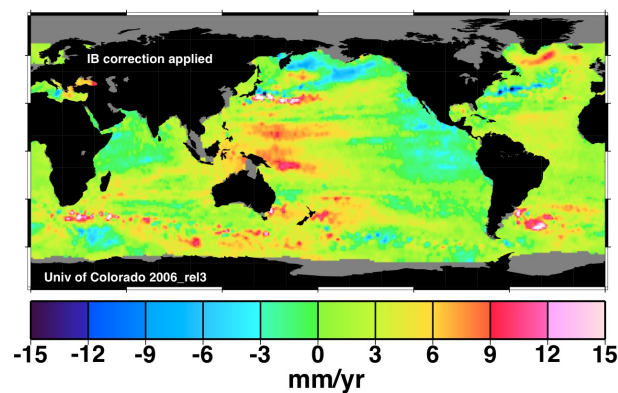 IB correction applied
Univ of Colorado 2006_rel3
-15 -12 -9 -6 -3 0 3 6 9 12 15
mm/yr